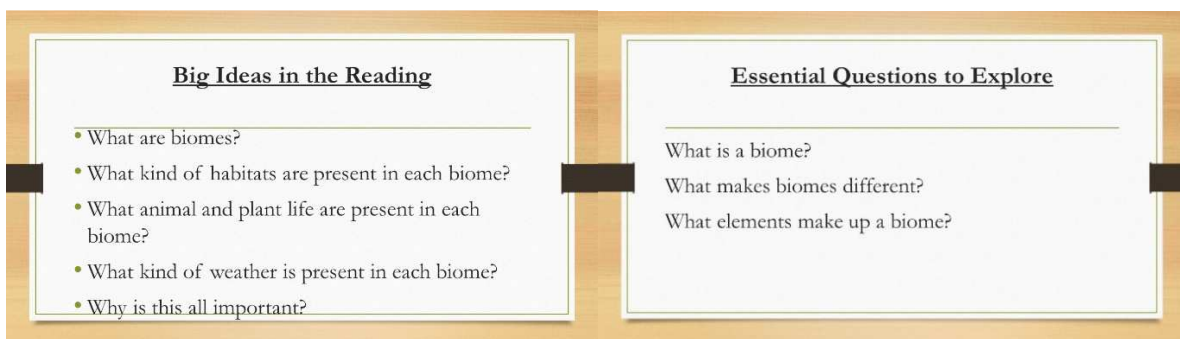 Big Ideas in the Reading
• What are biomes?
• What kind of habitats are present in each biome?
• What animal and plant life are present in each
biome?
• What kind of weather is present in each biome?
• Why is this all important?
Essential Questions to Explore
What is a biome?
What makes biomes different?
What elements make up a biome?